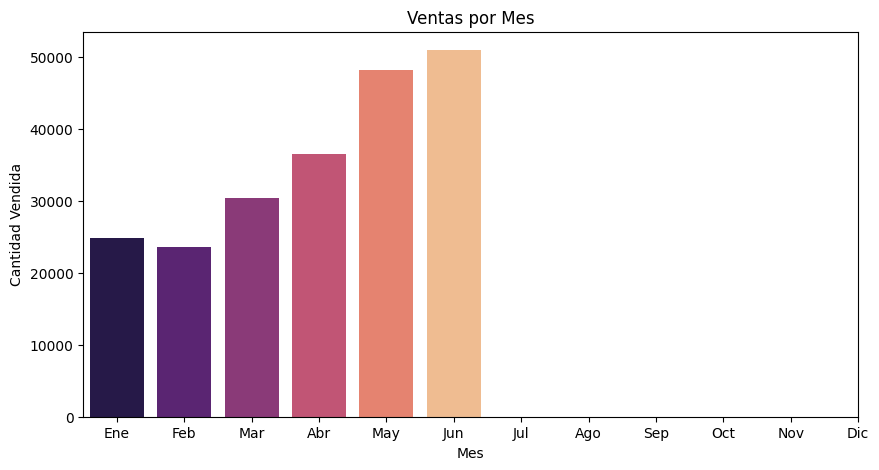 Ventas por Mes
Cantidad Vendida
50000
40000
30000
20000
10000
0
Ene Feb Mar Abr May Jun Jul Ago Sep Oct Nov Dic
Mes